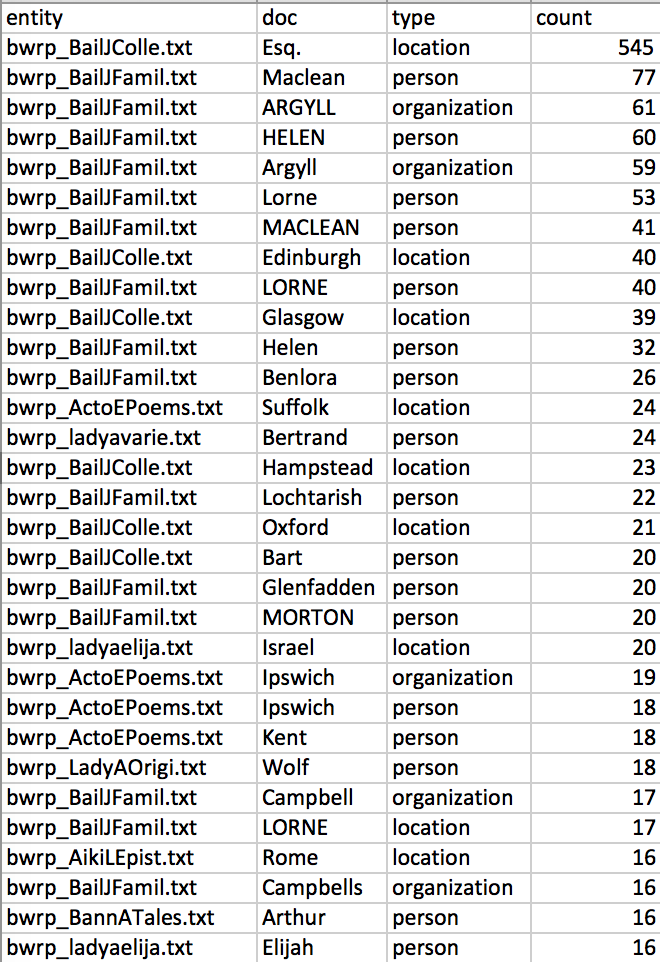 entity doc type count
bwrp_BailJColle.txt Esq. location 545
bwrp_BailJFamil.txt Maclean person 77
bwrp_BailJFamil.txt ARGYLL organization 61
bwrp_BailJFamil.txt HELEN person 60
bwrp_BailJFamil.txt Argyll organization 59
bwrp_BailJFamil.txt Lorne person 53
bwrp_BailJFamil.txt MACLEAN person 41
bwrp_BailJColle.txt Edinburgh location 40
bwrp_BailJFamil.txt LORNE person 40
bwrp_BailJColle.txt Glasgow location 39
bwrp_BailJFamil.txt Helen person 32
bwrp_BailJFamil.txt Benlora person 26
bwrp_ActoEPoems.txt Suffolk location 24
bwrp_ladyavarie.txt Bertrand person 24
bwrp_BailJColle.txt Hampstead location 23
bwrp_BailJFamil.txt Lochtarish person 22
bwrp_BailJColle.txt Oxford location 21
bwrp_BailJColle.txt Bart person 20
bwrp_BailJFamil.txt Glenfadden person 20
bwrp_BailJFamil.txt MORTON person 20
bwrp_ladyaelija.txt Israel location 20
bwrp_ActoEPoems.txt Ipswich organization 19
bwrp_ActoEPoems.txt Ipswich person 18
bwrp_ActoEPoems.txt Kent person 18
bwrp_LadyAOrigi.txt Wolf person 18
bwrp_BailJFamil.txt Campbell organization 17
bwrp_BailJFamil.txt LORNE location 17
bwrp_AikiLEpist.txt Rome location 16
bwrp_BailJFamil.txt Campbells organization 16
bwrp_BannATales.txt Arthur person 16
bwrp_ladyaelija.txt Elijah person 16